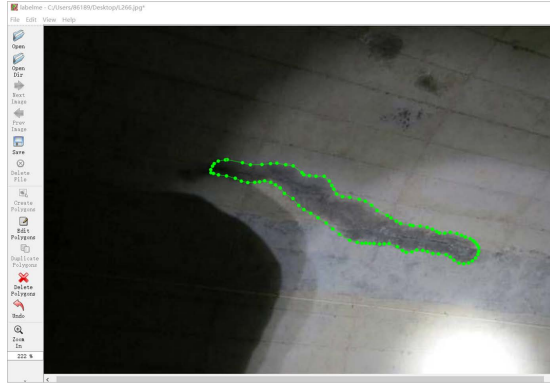 labelme - C:/Users/86189/Desktop/L266.jpg*
File Edit View Help
Open
Open
Dir
Next
Image
Prev
Image
Save
Delete
File
Create
Polygons
Edit
Polygons
Duplicate
Polygons
Delete
Polygons
Undo
Zoom
In
222 %